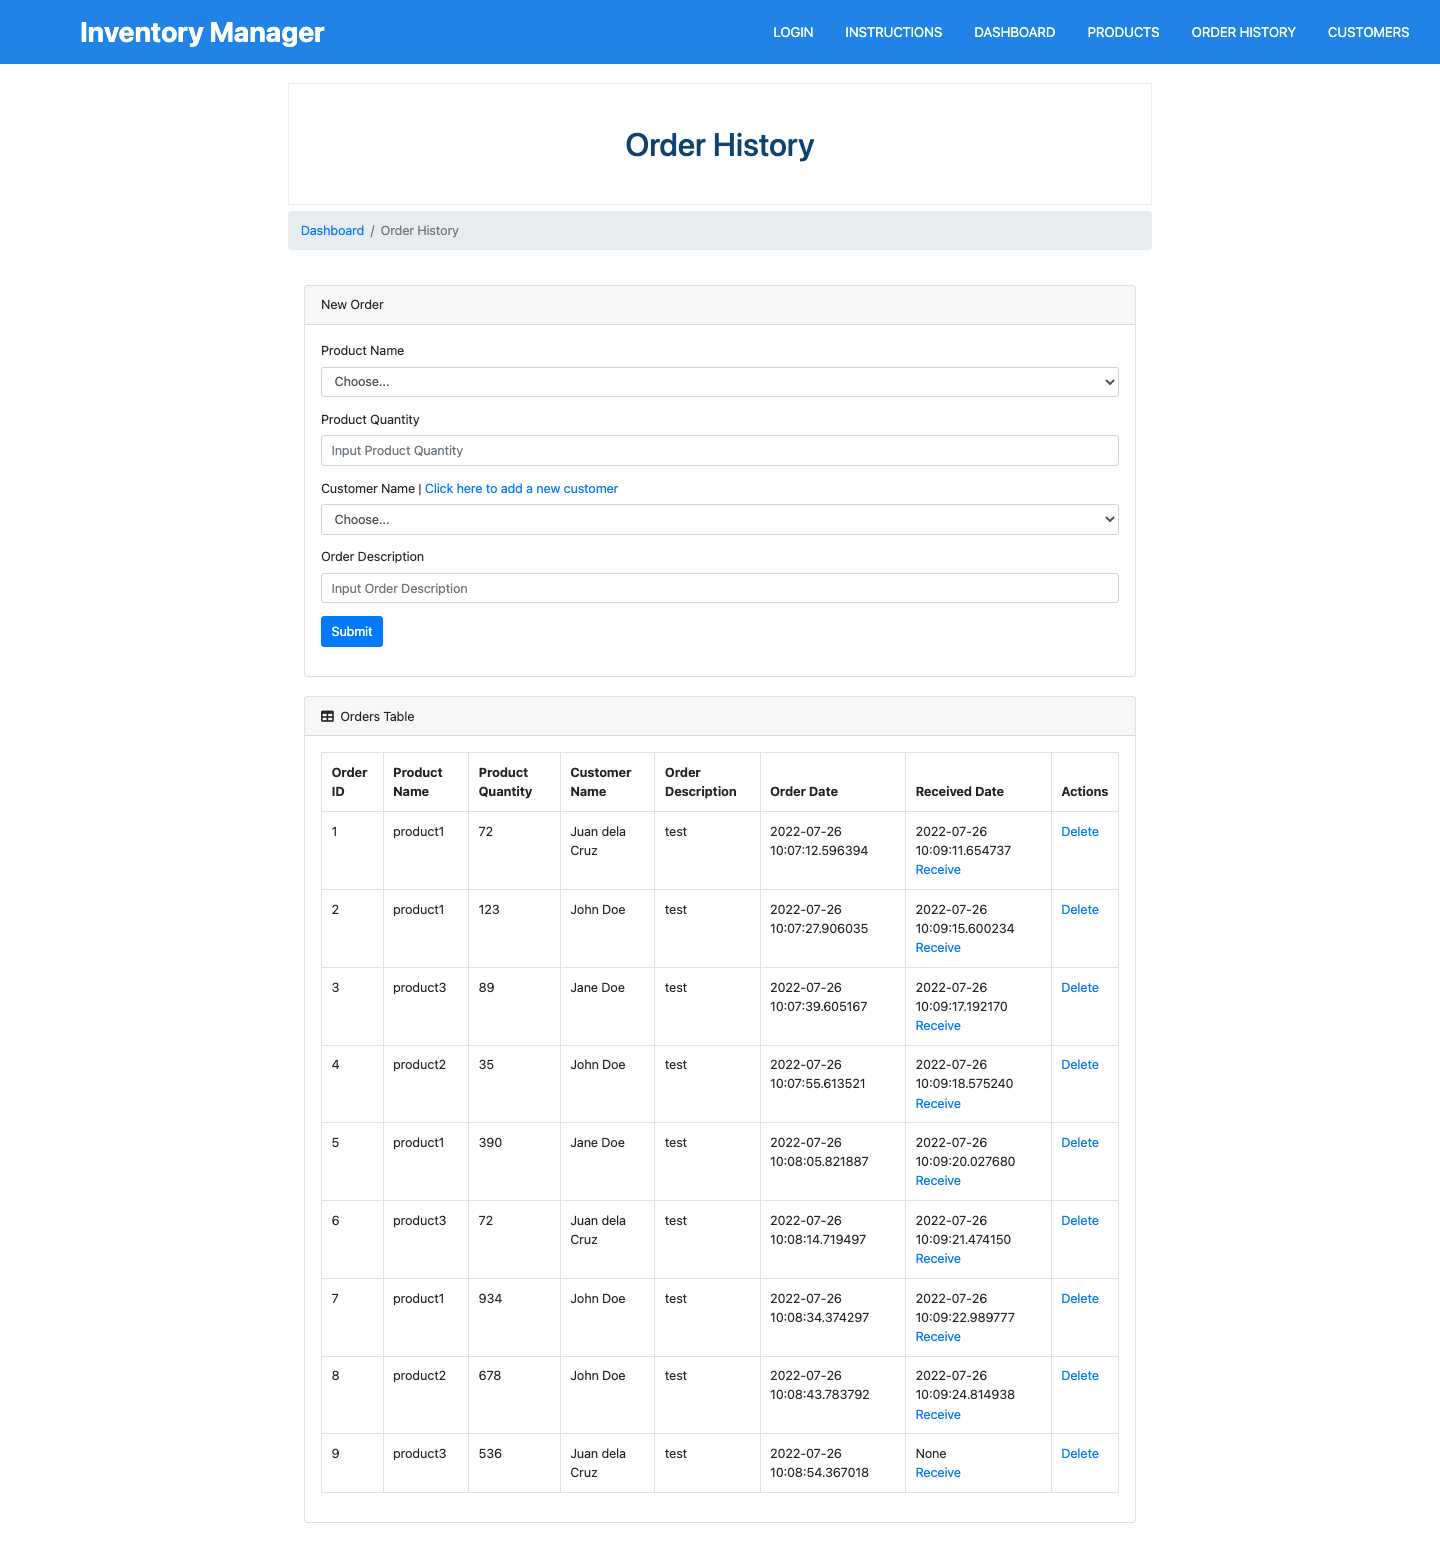 Inventory Manager
LOGIN INSTRUCTIONS DASHBOARD PRODUCTS ORDER HISTORY CUSTOMERS
Order History
Dashboard / Order History
New Order
Product Name
Choose...
Product Quantity
Input Product Quantity
Customer Name | Click here to add a new customer
Choose...
Order Description
Input Order Description
Submit
Orders Table
Order ID Product Name Product Quantity Customer Name Order Description Order Date Received Date Actions
1 product1 72 Juan dela Cruz test 2022-07-26 10:07:12.596394 2022-07-26 10:09:11.654737 Receive Delete
2 product1 123 John Doe test 2022-07-26 10:07:27.906035 2022-07-26 10:09:15.600234 Receive Delete
3 product3 89 Jane Doe test 2022-07-26 10:07:39.605167 2022-07-26 10:09:17.192170 Receive Delete
4 product2 35 John Doe test 2022-07-26 10:07:55.613521 2022-07-26 10:09:18.575240 Receive Delete
5 product1 390 Jane Doe test 2022-07-26 10:08:05.821887 2022-07-26 10:09:20.027680 Receive Delete
6 product3 72 Juan dela Cruz test 2022-07-26 10:08:14.719497 2022-07-26 10:09:21.474150 Receive Delete
7 product1 934 John Doe test 2022-07-26 10:08:34.374297 2022-07-26 10:09:22.989777 Receive Delete
8 product2 678 John Doe test 2022-07-26 10:08:43.783792 2022-07-26 10:09:24.814938 Receive Delete
9 product3 536 Juan dela Cruz test 2022-07-26 10:08:54.367018 None Receive Delete